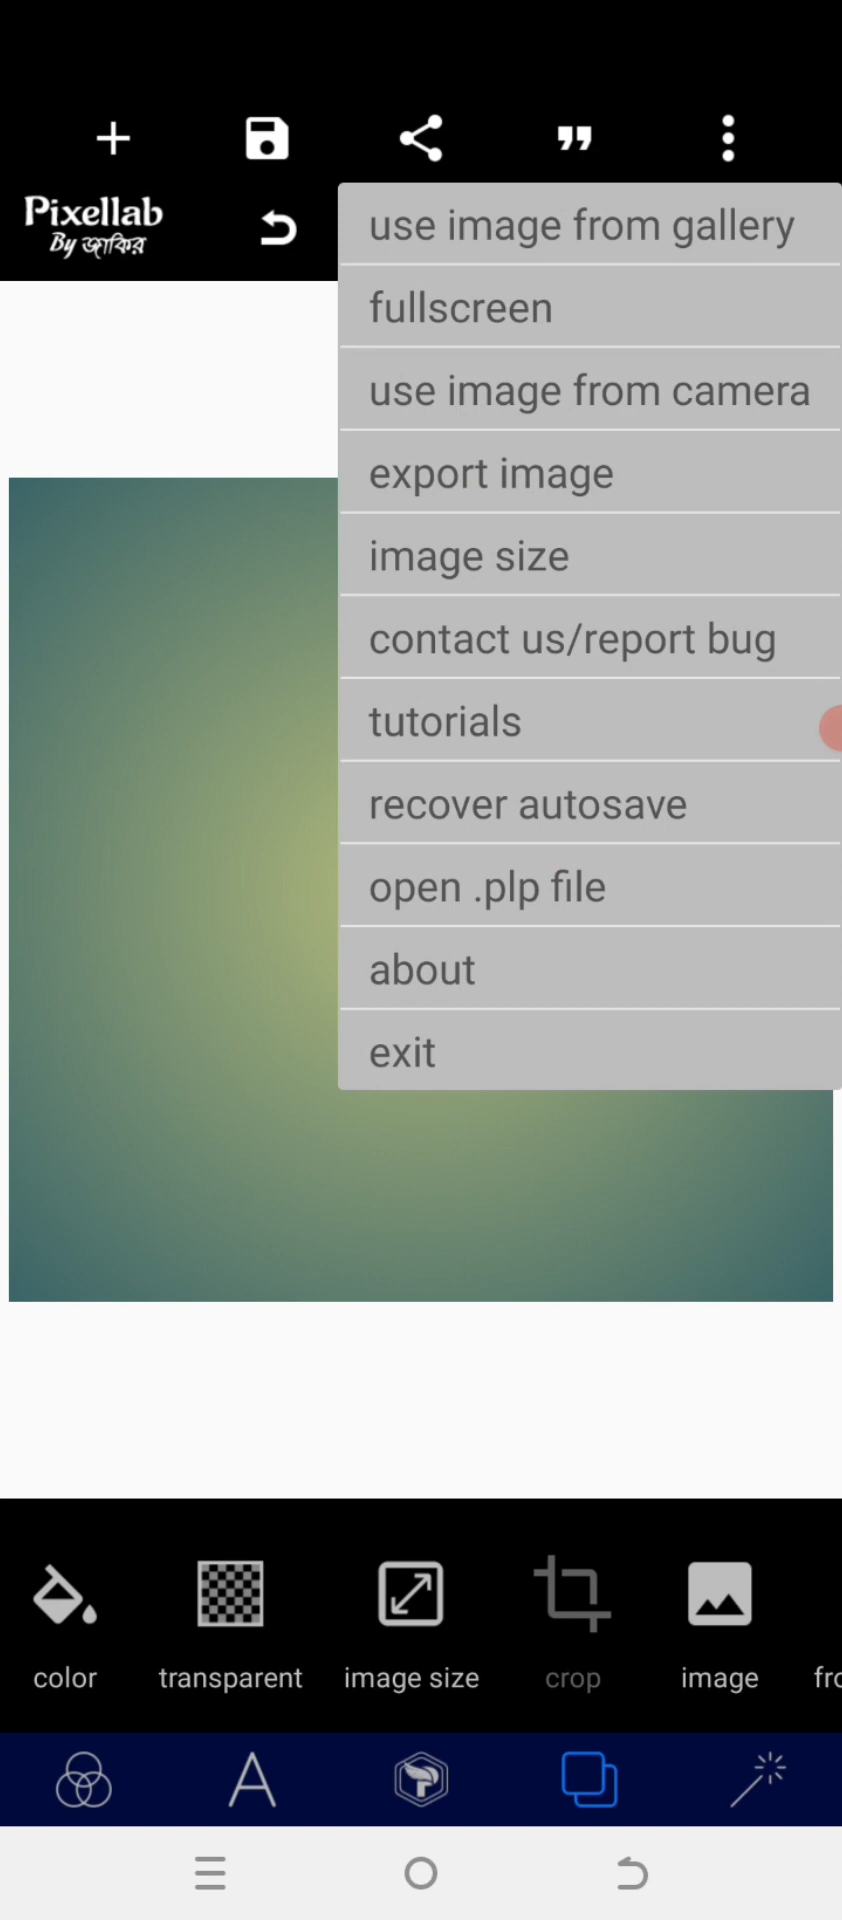 Pixellab
By জাকির
use image from gallery
fullscreen
use image from camera
export image
image size
contact us/report bug
tutorials
recover autosave
open .plp file
about
exit
color
transparent
image size
crop
image
fro